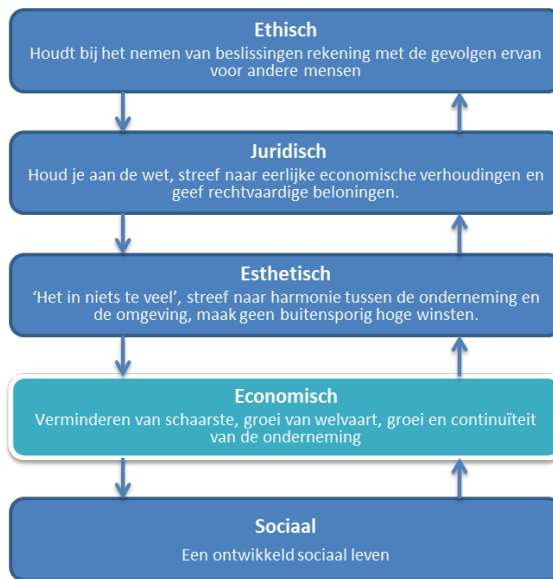 Ethisch
Houdt bij het nemen van beslissingen rekening met de gevolgen ervan
voor andere mensen
Juridisch
Houd je aan de wet, streef naar eerlijke economische verhoudingen en
geef rechtvaardige beloningen.
Esthetisch
‘Het in niets te veel’, streef naar harmonie tussen de onderneming en
de omgeving, maak geen buitensporig hoge winsten.
Economisch
Verminderen van schaarste, groei van welvaart, groei en continuïteit
van de onderneming
Sociaal
Een ontwikkeld sociaal leven